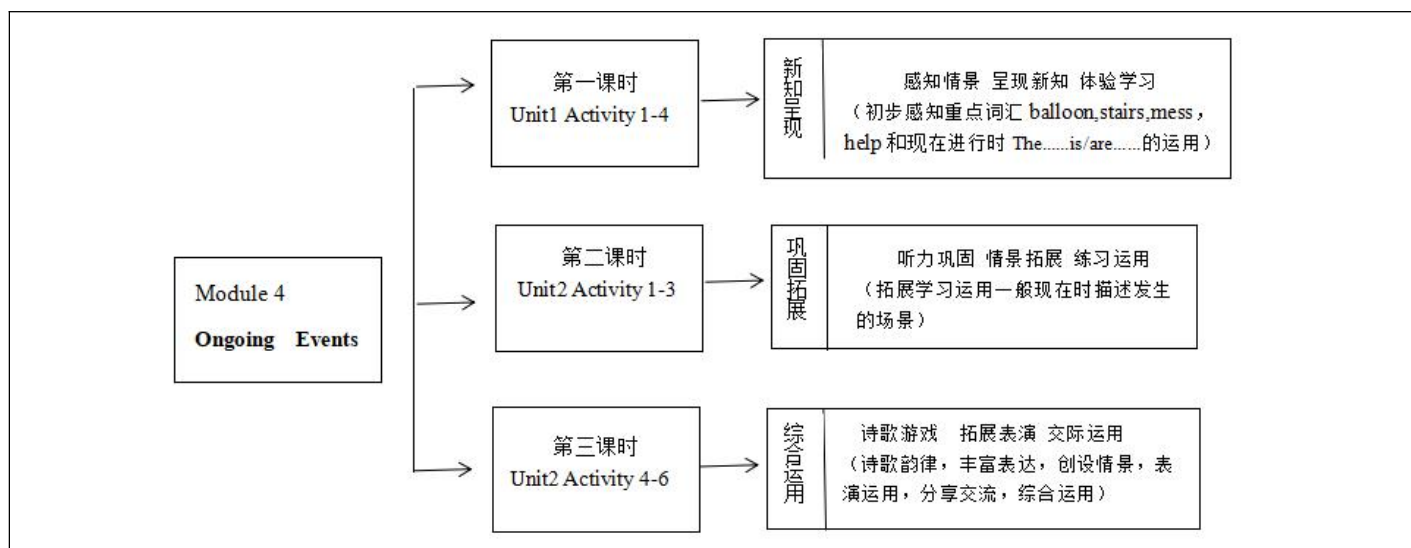 Module 4
Ongoing Events
第一课时
Unit1 Activity 1-4
新知呈现
感知情景 呈现新知 体验学习
（初步感知重点词汇 balloon,stairs,mess，
help 和现在进行时 The......is/are......的运用）
第二课时
Unit2 Activity 1-3
巩固拓展
听力巩固 情景拓展 练习运用
（拓展学习运用一般现在时描述发生
的场景）
第三课时
Unit2 Activity 4-6
综合运用
诗歌游戏 拓展表演 交际运用
（诗歌韵律，丰富表达，创设情景，表
演运用，分享交流，综合运用）